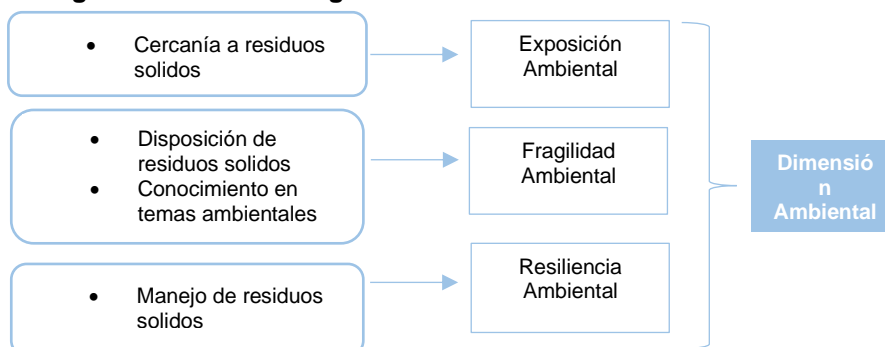 • Cercanía a residuos
solidos
Exposición
Ambiental
• Disposición de
residuos solidos
• Conocimiento en
temas ambientales
Fragilidad
Ambiental
• Manejo de residuos
solidos
Resiliencia
Ambiental
Dimensió
n
Ambiental